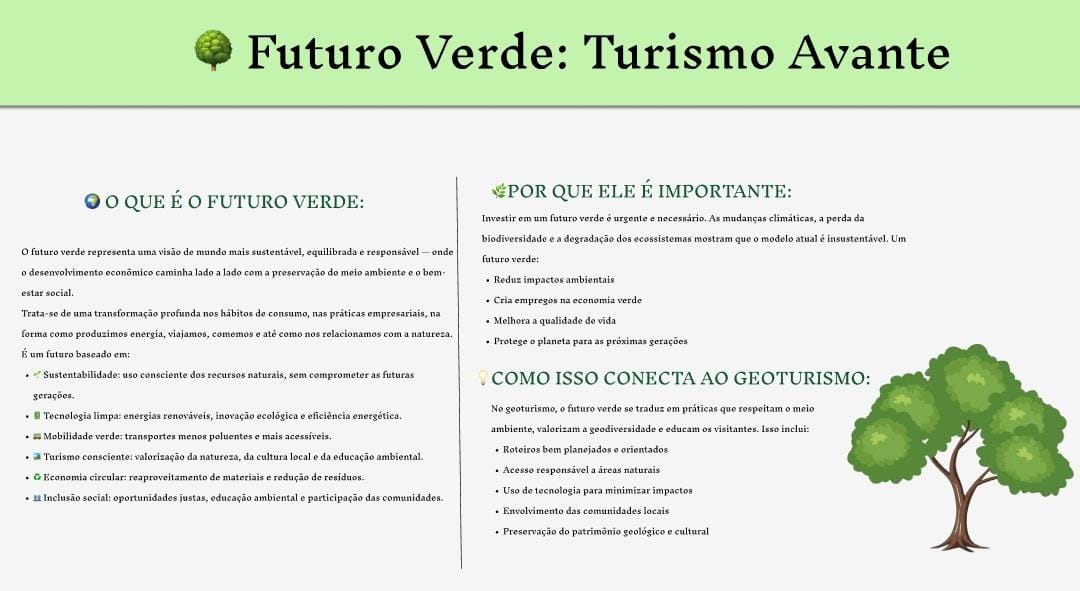 Futuro Verde: Turismo Avante
O QUE É O FUTURO VERDE:
O futuro verde representa uma visão de mundo mais sustentável, equilibrada e responsável — onde
o desenvolvimento econômico caminha lado a lado com a preservação do meio ambiente e o bem-
estar social.
Trata-se de uma transformação profunda nos hábitos de consumo, nas práticas empresariais, na
forma como produzimos energia, viajamos, comemos e até como nos relacionamos com a natureza.
É um futuro baseado em:
• Sustentabilidade: uso consciente dos recursos naturais, sem comprometer as futuras
gerações.
• Tecnologia limpa: energias renováveis, inovação ecológica e eficiência energética.
• Mobilidade verde: transportes menos poluentes e mais acessíveis.
• Turismo consciente: valorização da natureza, da cultura local e da educação ambiental.
• Economia circular: reaproveitamento de materiais e redução de resíduos.
• Inclusão social: oportunidades justas, educação ambiental e participação das comunidades.
POR QUE ELE É IMPORTANTE:
Investir em um futuro verde é urgente e necessário. As mudanças climáticas, a perda da
biodiversidade e a degradação dos ecossistemas mostram que o modelo atual é insustentável. Um
futuro verde:
• Reduz impactos ambientais
• Cria empregos na economia verde
• Melhora a qualidade de vida
• Protege o planeta para as próximas gerações
COMO ISSO CONECTA AO GEOTURISMO:
No geoturismo, o futuro verde se traduz em práticas que respeitam o meio
ambiente, valorizam a geodiversidade e educam os visitantes. Isso inclui:
• Roteiros bem planejados e orientados
• Acesso responsável a áreas naturais
• Uso de tecnologia para minimizar impactos
• Envolvimento das comunidades locais
• Preservação do patrimônio geológico e cultural